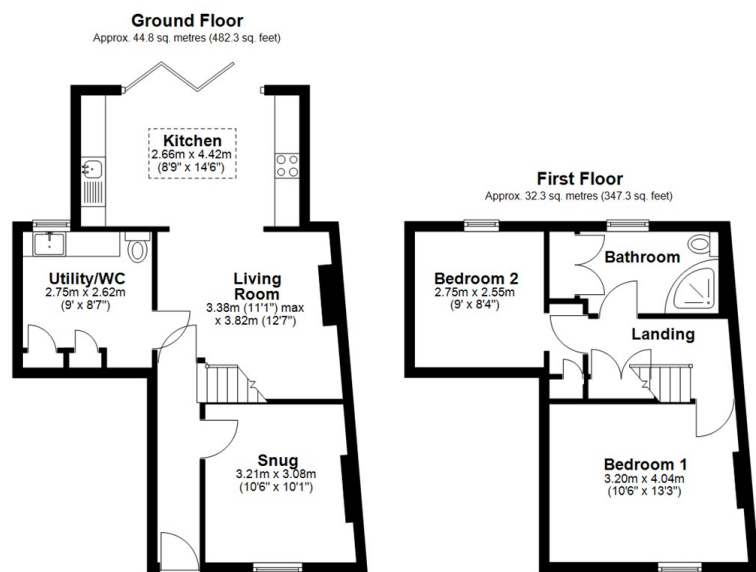 Ground Floor
Approx. 44.8 sq. metres (482.3 sq. feet)
Kitchen
2.66m x 4.42m
(8'9" x 14'6")
Utility/WC
2.75m x 2.62m
(9' x 8'7")
Living
Room
3.38m (11'1") max
x 3.82m (12'7")
Snug
3.21m x 3.08m
(10'6" x 10'1")
First Floor
Approx. 32.3 sq. metres (347.3 sq. feet)
Bedroom 2
2.75m x 2.55m
(9' x 8'4")
Bathroom
Landing
Bedroom 1
3.20m x 4.04m
(10'6" x 13'3")